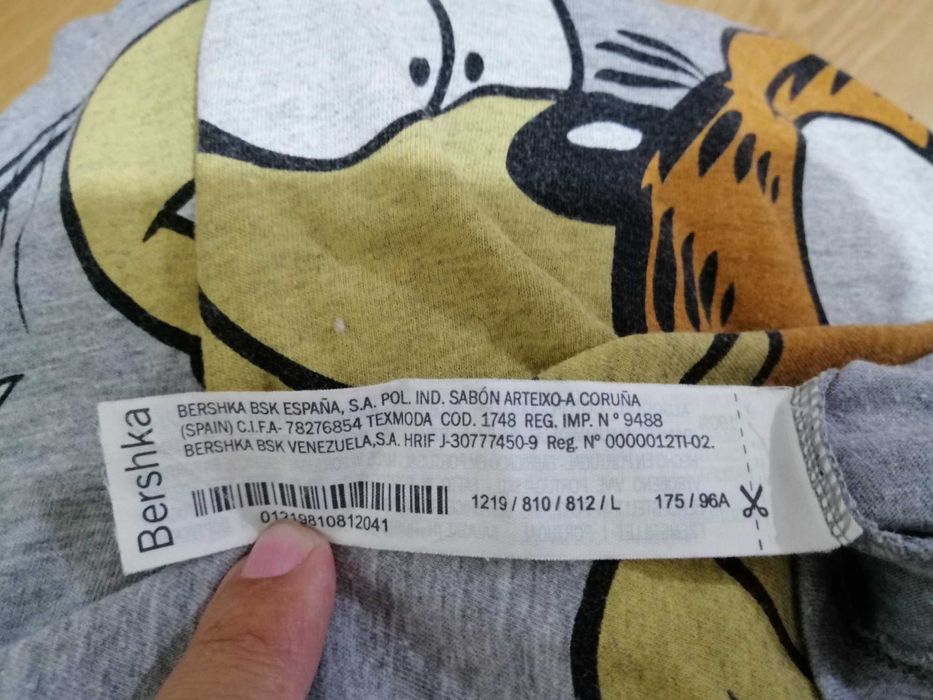 Bershka
BERSHKA BSK ESPAÑA, S.A. POL. IND. SABÓN ARTEIXO-A CORUÑA
(SPAIN) C.I.F.A- 78276854 TEXMODA COD. 1748 REG. IMP. N º 9488
BERSHKA BSK VENEZUELA,S.A. HRIF J-30777450-9 Reg. Nº 0000012TI-02.
1219 / 810 / 812 / L 175 / 96A
01219810812041